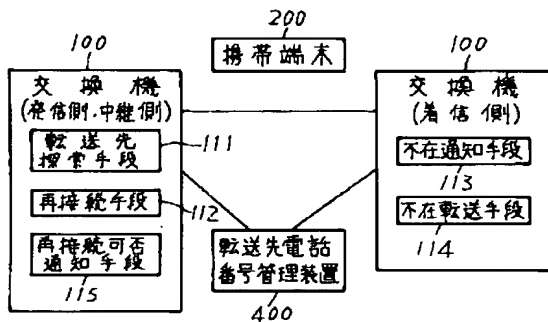 100
交換機
(発信側・中継側)
転送先
探索手段
111
再接続手段
112
再接続可否
通知手段
115
200
携帯端末
転送先電話
番号管理装置
400
100
交換機
(着信側)
不在通知手段
113
不在転送手段
114